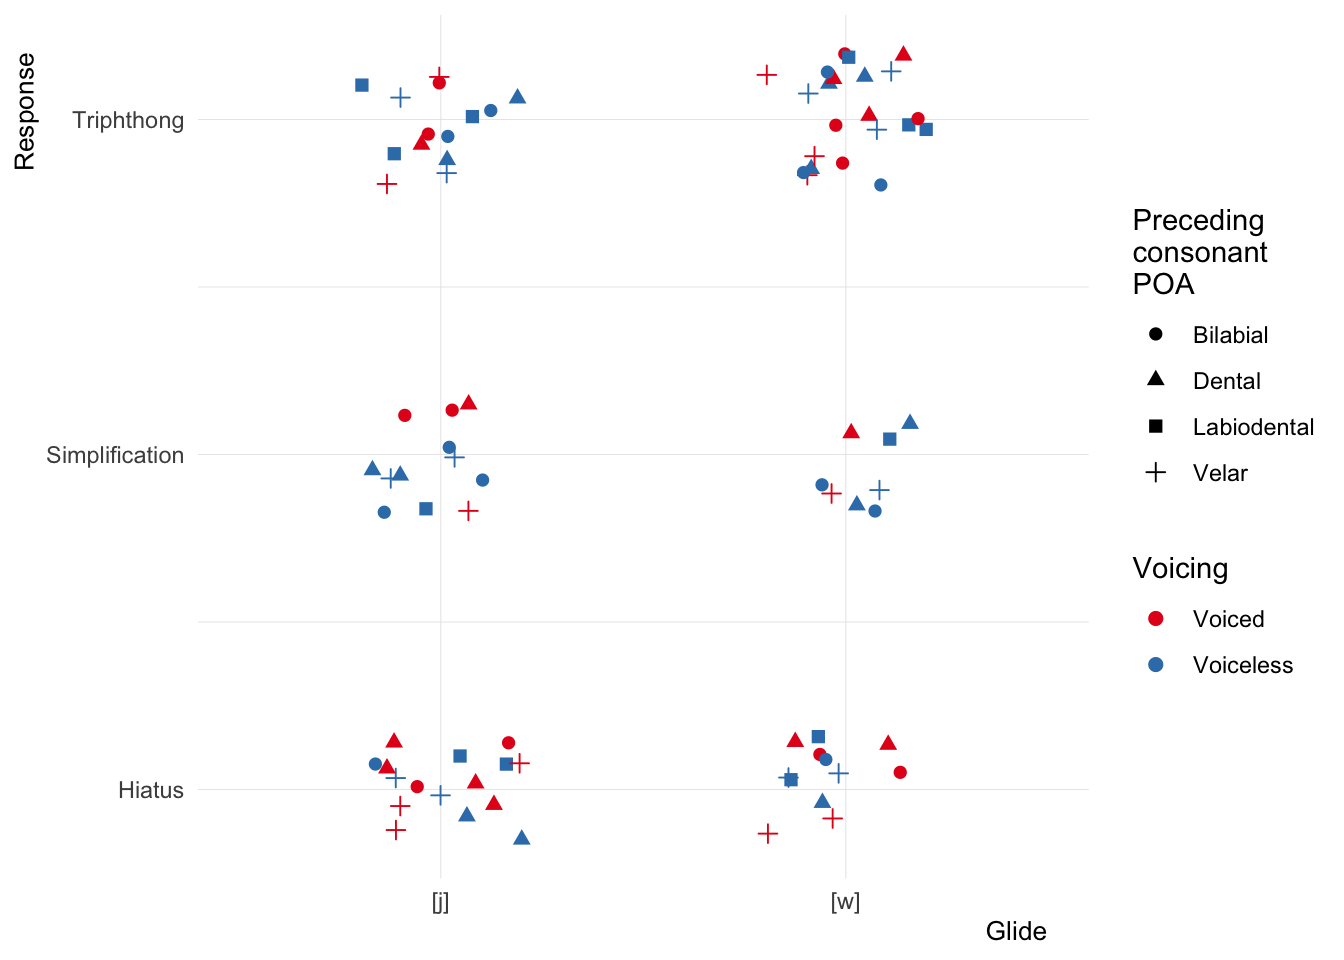 Response
Triphthong
Simplification
Hiatus
[j]
[w]
Glide
Preceding
consonant
POA
Bilabial
Dental
Labiodental
Velar
Voicing
Voiced
Voiceless